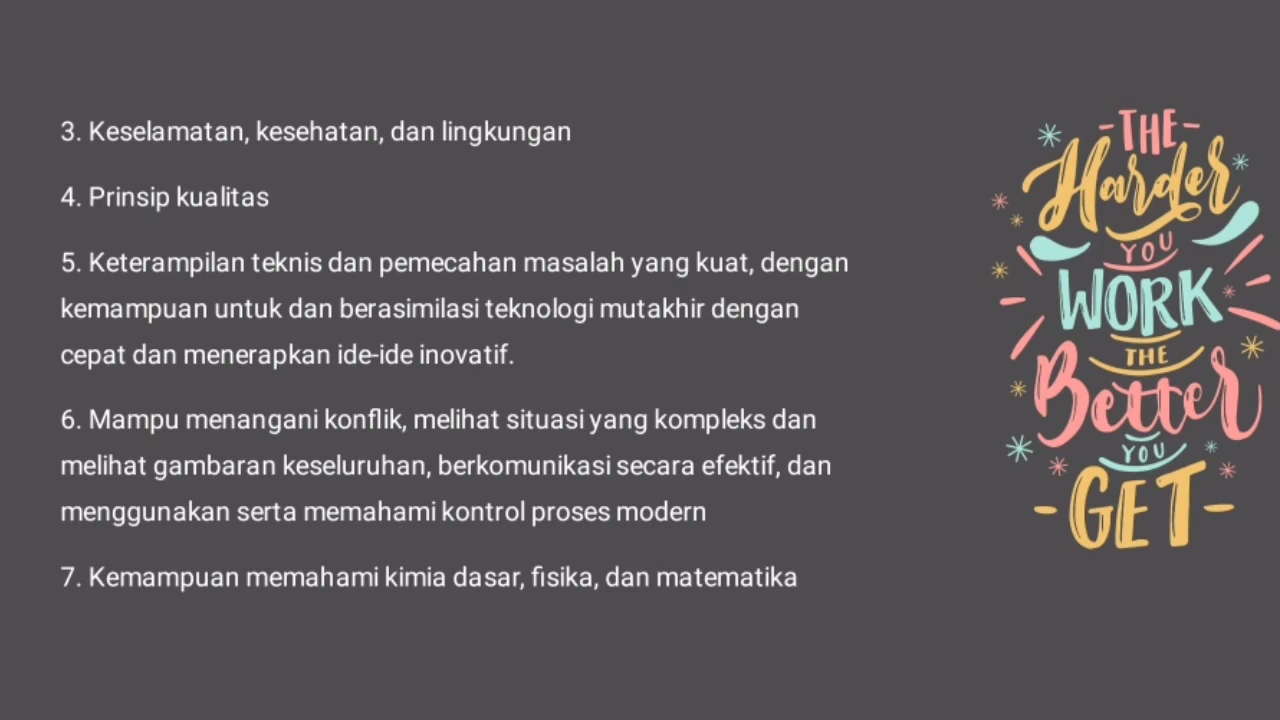 3. Keselamatan, kesehatan, dan lingkungan
4. Prinsip kualitas
5. Keterampilan teknis dan pemecahan masalah yang kuat, dengan
kemampuan untuk dan berasimilasi teknologi mutakhir dengan
cepat dan menerapkan ide-ide inovatif.
6. Mampu menangani konflik, melihat situasi yang kompleks dan
melihat gambaran keseluruhan, berkomunikasi secara efektif, dan
menggunakan serta memahami kontrol proses modern
7. Kemampuan memahami kimia dasar, fisika, dan matematika
THE
Harder
YOU
WORK
THE
Better
YOU
GET